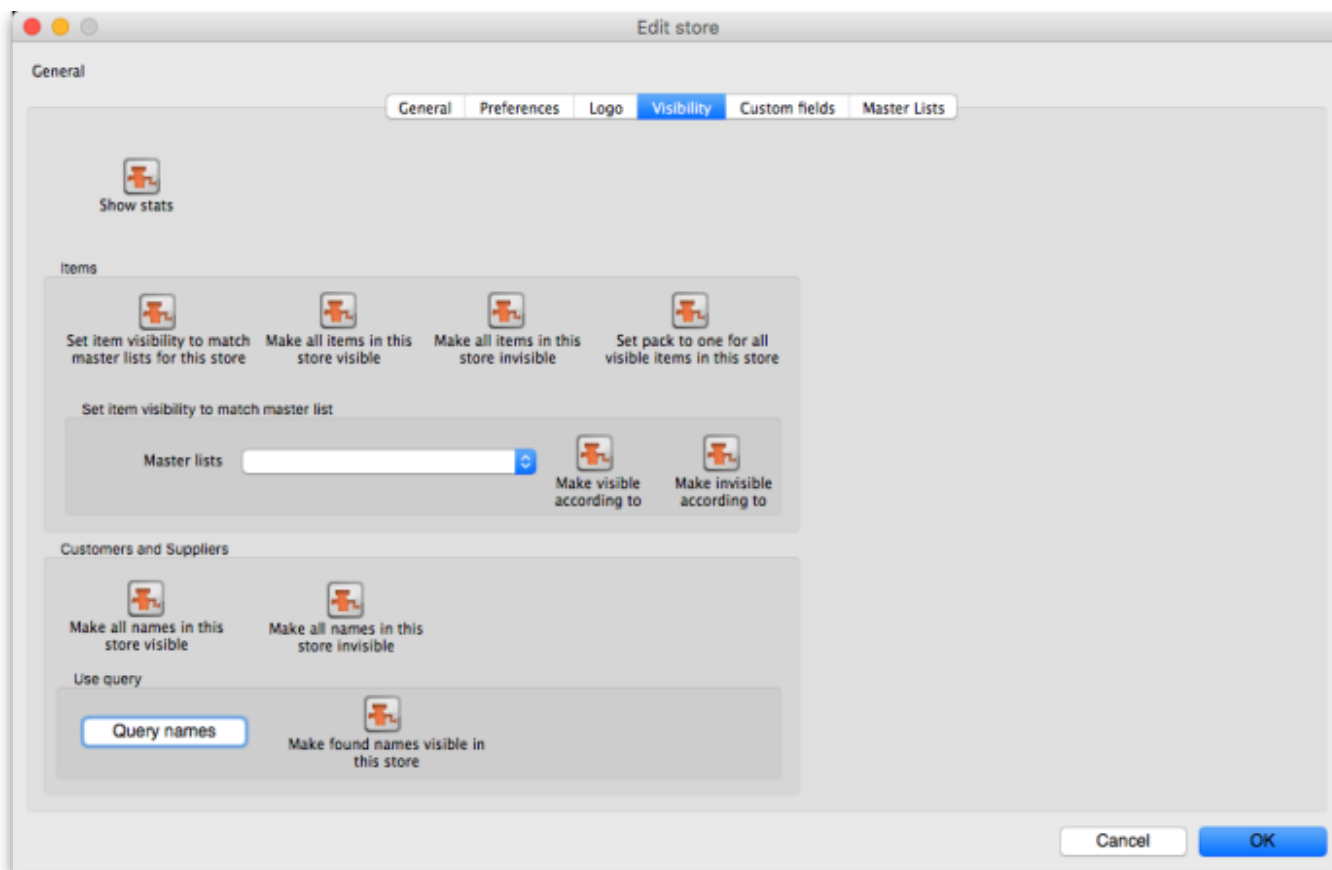 Edit store
General
General Preferences Logo Visibility Custom fields Master Lists
Show stats
Items
Set item visibility to match
master lists for this store
Make all items in this
store visible
Make all items in this
store invisible
Set pack to one for all
visible items in this store
Set item visibility to match master list
Master lists
Make visible
according to
Make invisible
according to
Customers and Suppliers
Make all names in this
store visible
Make all names in this
store invisible
Use query
Query names
Make found names visible in
this store
Cancel
OK